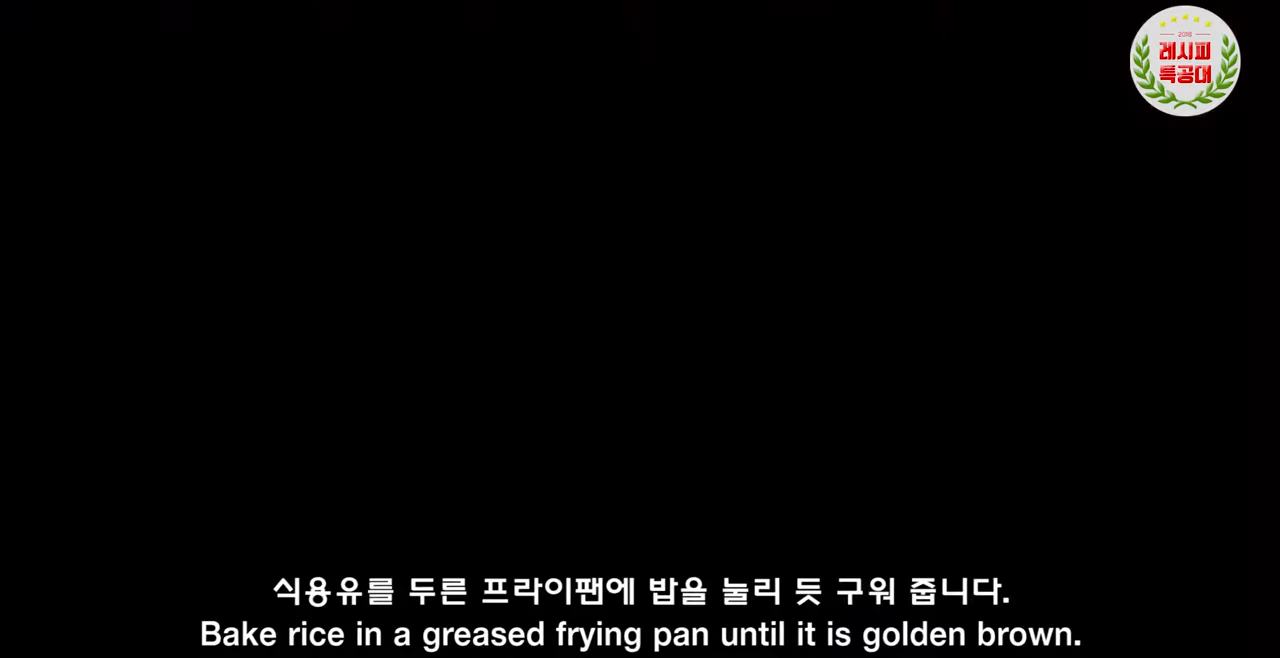 2018
레시피
특공대
식용유를 두른 프라이팬에 밥을 눌리 듯 구워 줍니다.
Bake rice in a greased frying pan until it is golden brown.